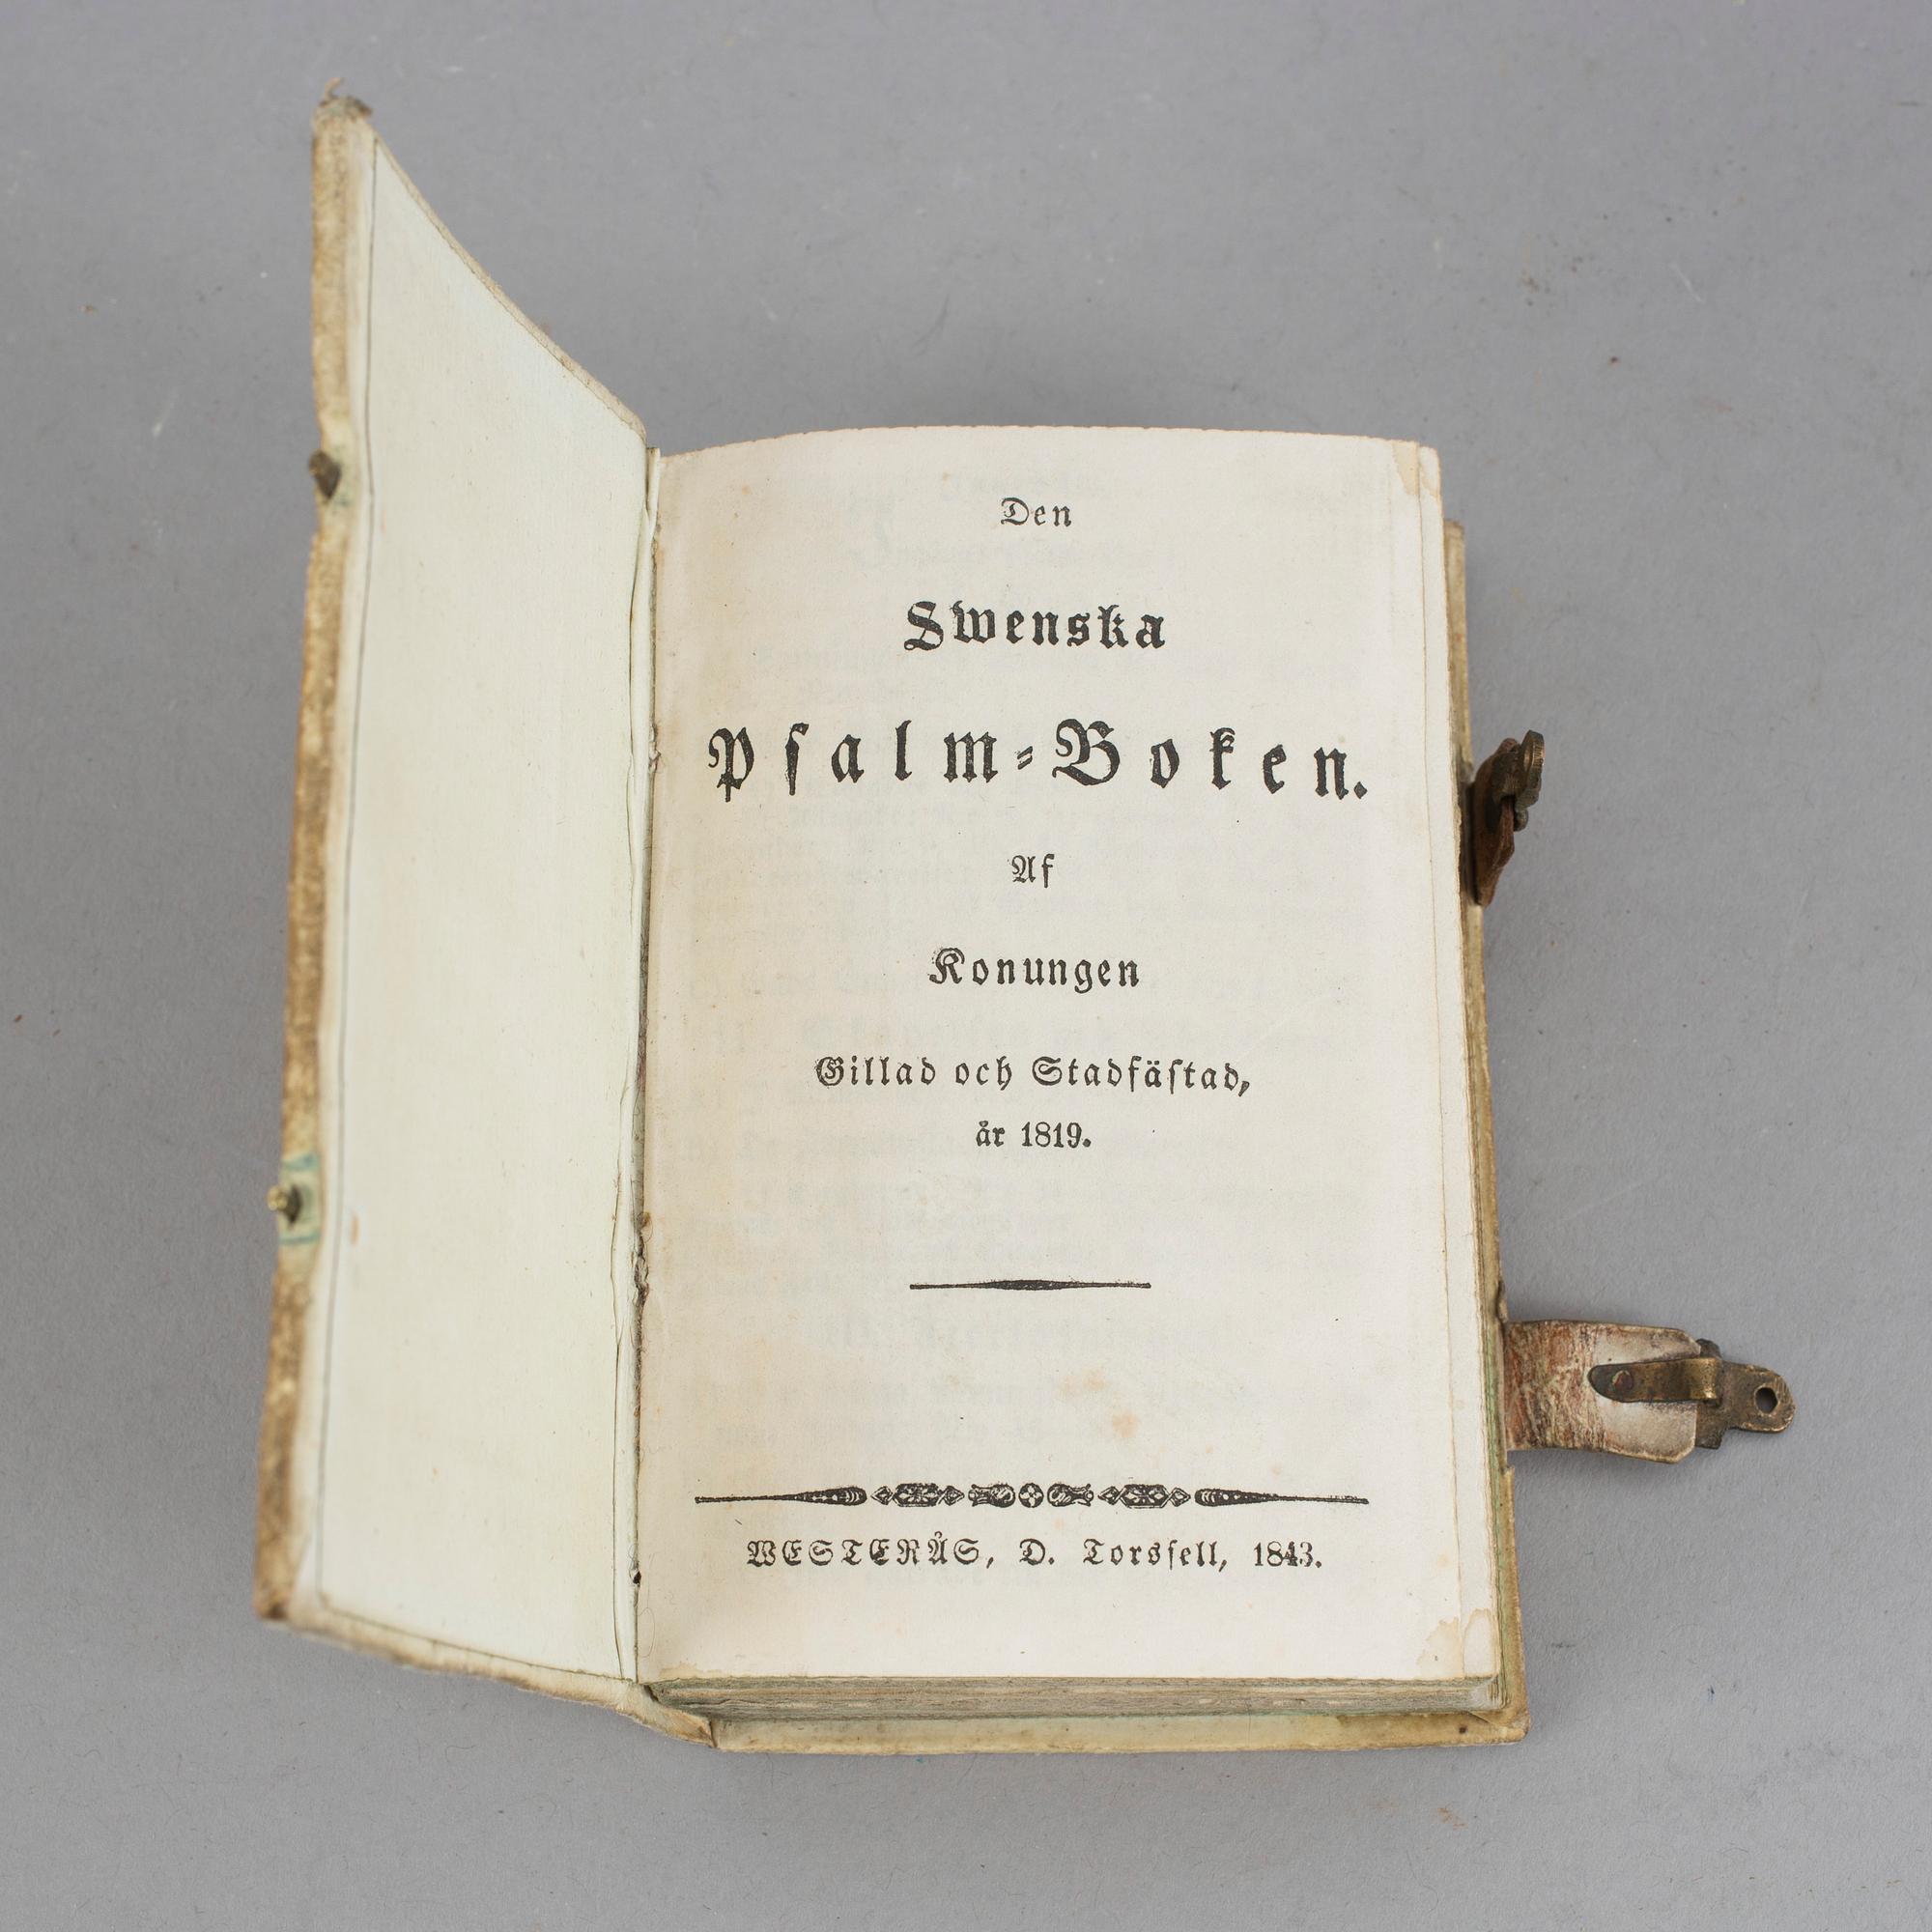 Den
Swenska
Pſalm-Boken.
Af
Konungen
Gillad och Stadfäſtad,
år 1819.
WESTERÅS, D. Torsſell, 1843.